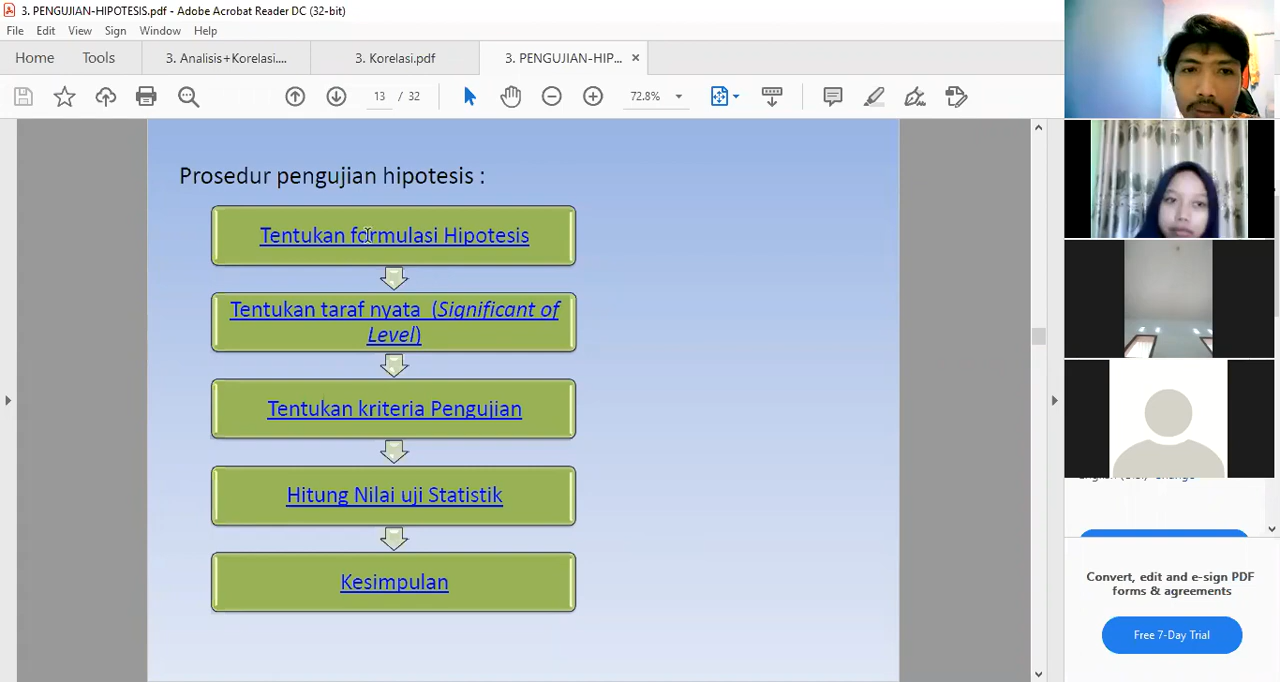 3. PENGUJIAN-HIPOTESIS.pdf - Adobe Acrobat Reader DC (32-bit)
File Edit View Sign Window Help
Home Tools 3. Analisis+Korelasi.... 3. Korelasi.pdf 3. PENGUJIAN-HIP... ×
13 / 32 72.8%
Prosedur pengujian hipotesis :
Tentukan formulasi Hipotesis
Tentukan taraf nyata (Significant of
Level)
Tentukan kriteria Pengujian
Hitung Nilai uji Statistik
Kesimpulan
Convert, edit and e-sign PDF
forms & agreements
Free 7-Day Trial